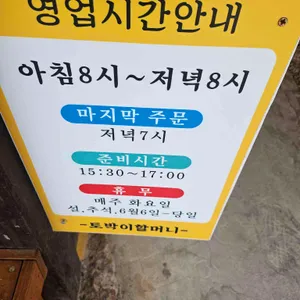 영업시간안내
아침8시~저녁8시
마지막 주문
저녁7시
준비시간
15:30~17:00
휴 무
매주 화요일
설,추석,6월6일-당일
-토박이할머니-